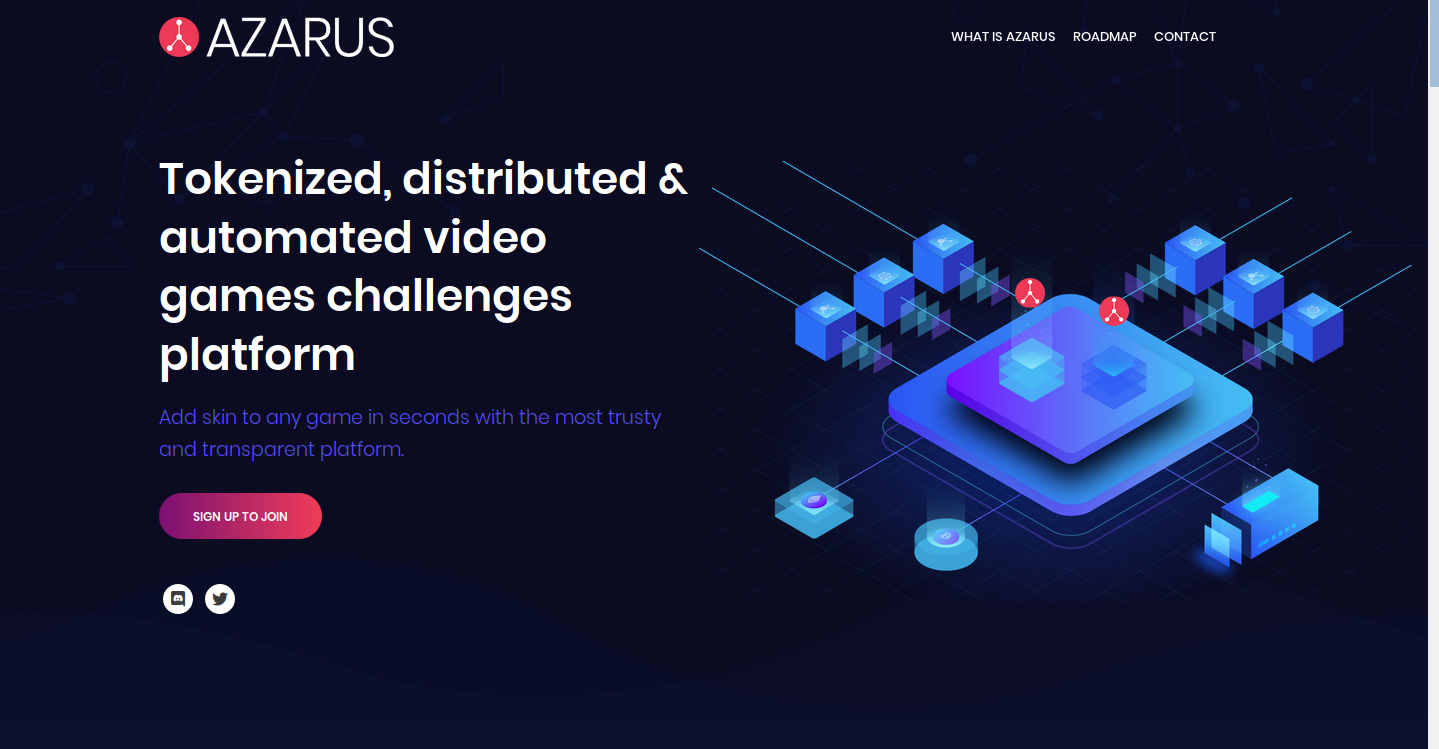 AZARUS
WHAT IS AZARUS ROADMAP CONTACT
Tokenized, distributed &
automated video
games challenges
platform
Add skin to any game in seconds with the most trusty
and transparent platform.
SIGN UP TO JOIN